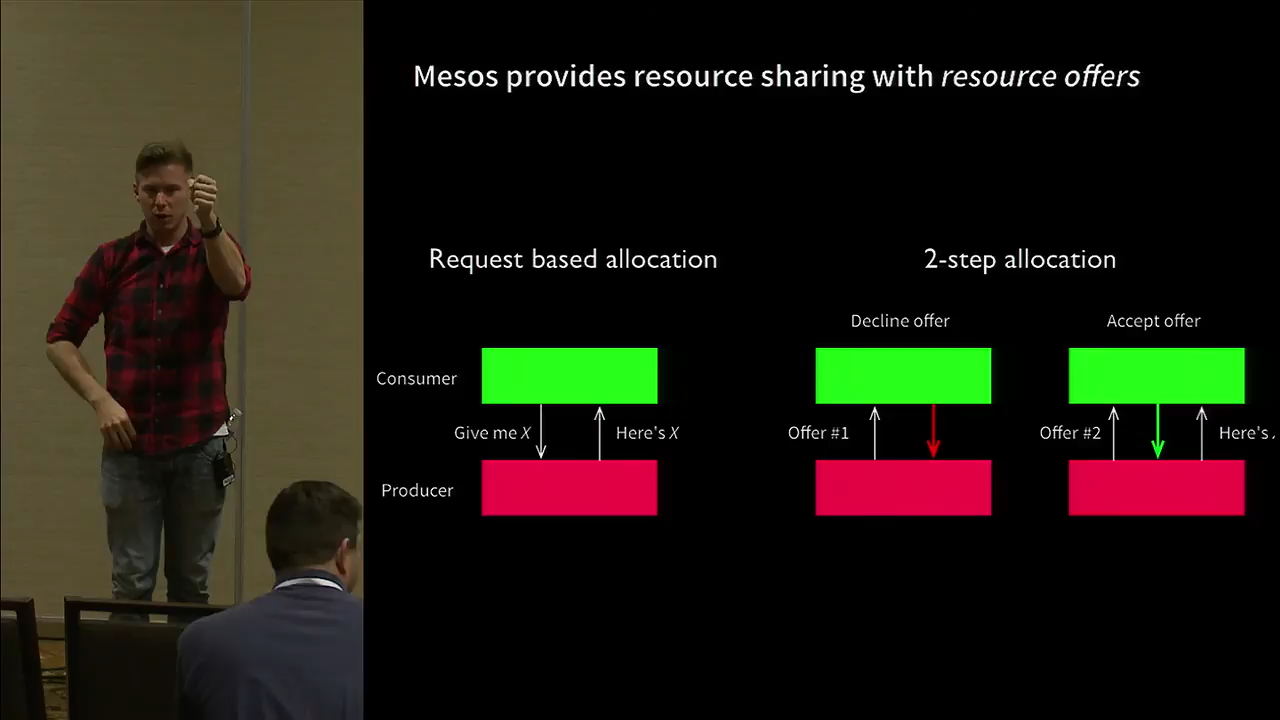 Mesos provides resource sharing with resource offers
Request based allocation
2-step allocation
Decline offer
Accept offer
Consumer
Give me X
Here's X
Offer #1
Offer #2
Here's
Producer